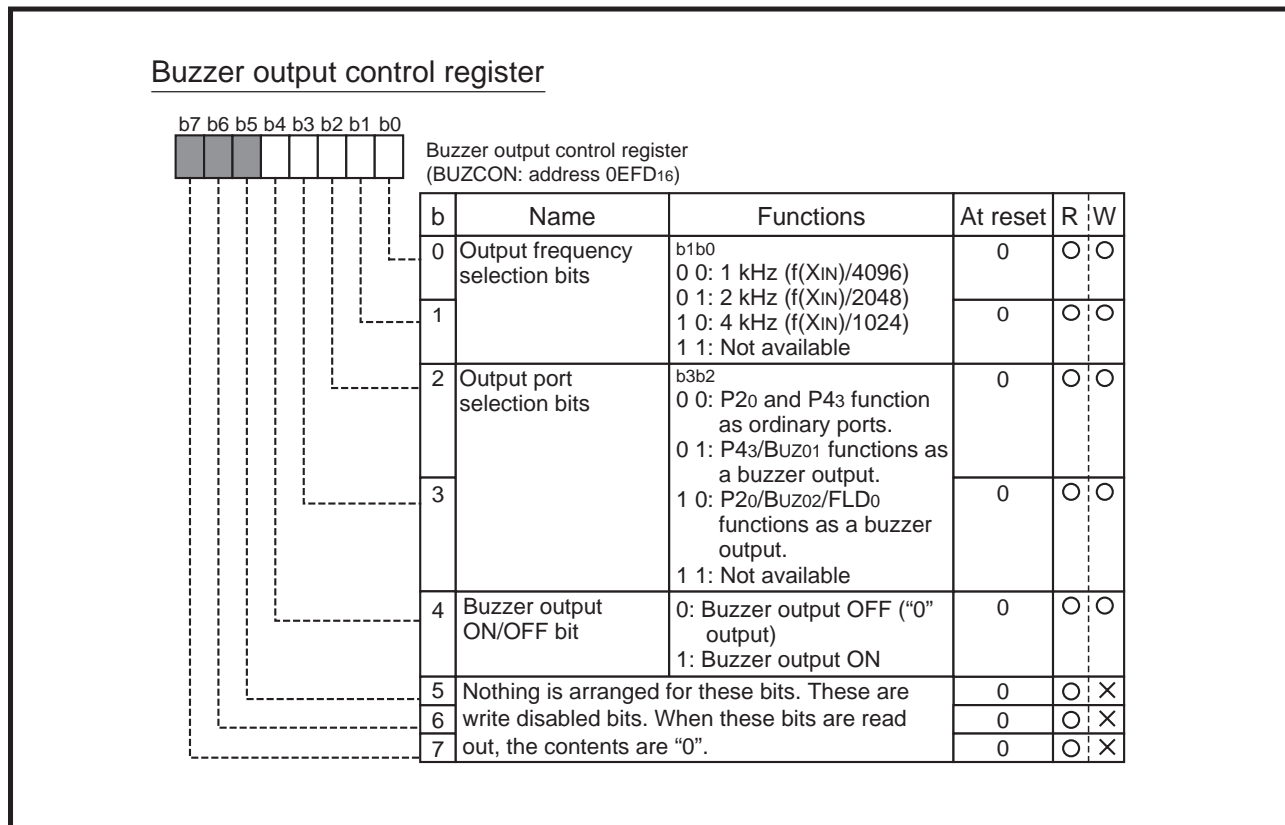 Buzzer output control register
b7 b6 b5 b4 b3 b2 b1 b0
Buzzer output control register
(BUZCON: address 0EFD16)
b Name Functions At reset R W
0 Output frequency selection bits
b1b0
0 0: 1 kHz (f(XIN)/4096)
0 1: 2 kHz (f(XIN)/2048)
1 0: 4 kHz (f(XIN)/1024)
1 1: Not available
0 O O
1 0 O O
2 Output port selection bits
b3b2
0 0: P20 and P43 function
as ordinary ports.
0 1: P43/BUZ01 functions as
a buzzer output.
1 0: P20/BUZ02/FLD0
functions as a buzzer
output.
1 1: Not available
0 O O
3 0 O O
4 Buzzer output ON/OFF bit
0: Buzzer output OFF (“0”
output)
1: Buzzer output ON
0 O O
5 Nothing is arranged for these bits. These are 0 O ×
6 write disabled bits. When these bits are read 0 O ×
7 out, the contents are “0”. 0 O ×